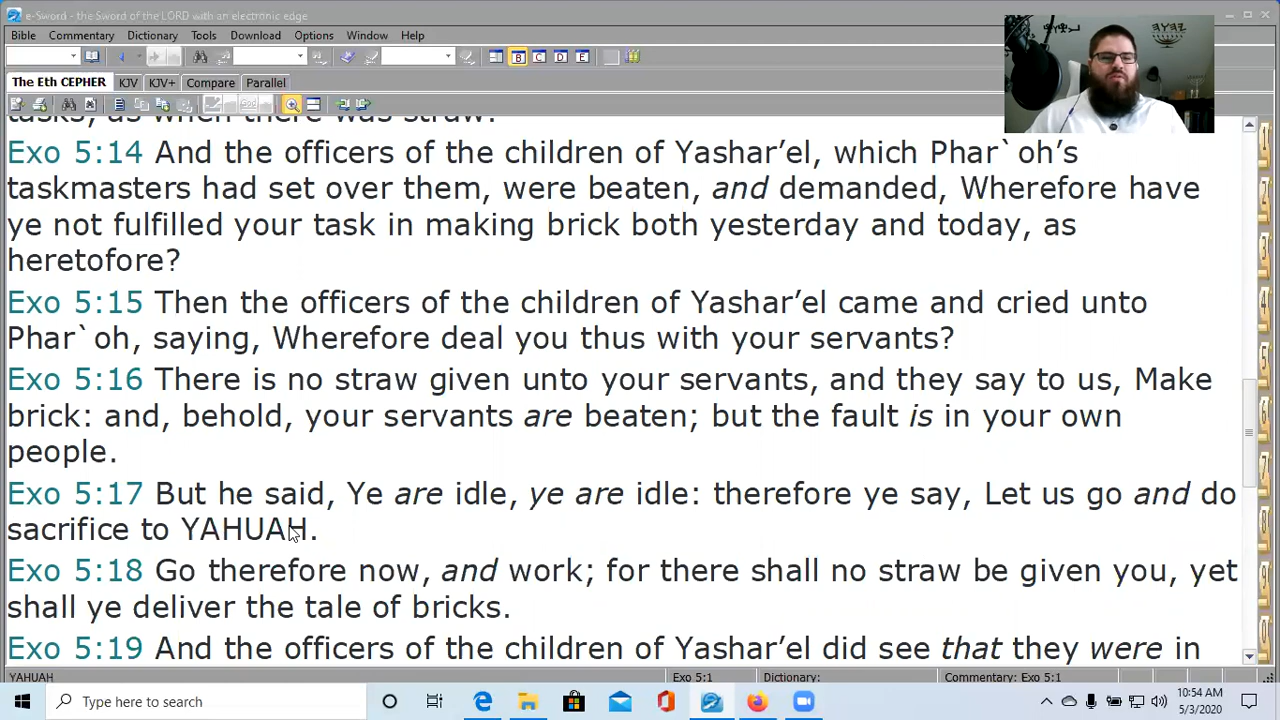 e-Sword - the Sword of the LORD with an electronic edge
Bible Commentary Dictionary Tools Download Options Window Help
B C D E
The Eth CEPHER KJV KJV+ Compare Parallel
tasks, as when there was straw.
Exo 5:14 And the officers of the children of Yashar’el, which Phar`oh’s
taskmasters had set over them, were beaten, and demanded, Wherefore have
ye not fulfilled your task in making brick both yesterday and today, as
heretofore?
Exo 5:15 Then the officers of the children of Yashar’el came and cried unto
Phar`oh, saying, Wherefore deal you thus with your servants?
Exo 5:16 There is no straw given unto your servants, and they say to us, Make
brick: and, behold, your servants are beaten; but the fault is in your own
people.
Exo 5:17 But he said, Ye are idle, ye are idle: therefore ye say, Let us go and do
sacrifice to YAHUAH.
Exo 5:18 Go therefore now, and work; for there shall no straw be given you, yet
shall ye deliver the tale of bricks.
Exo 5:19 And the officers of the children of Yashar’el did see that they were in
YAHUAH Exo 5:1 Dictionary: Commentary: Exo 5:1
Type here to search
10:54 AM
5/3/2020